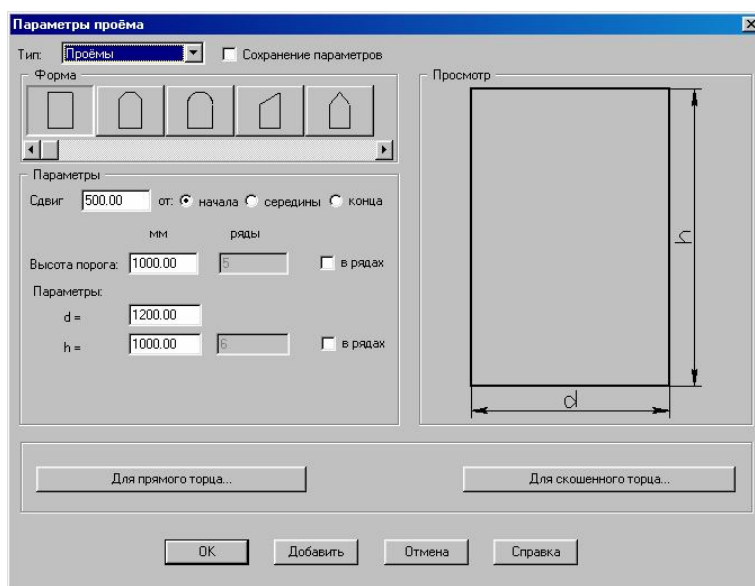 Параметры проёма
Тип: Проёмы Сохранение параметров
Форма
Просмотр
Параметры
Сдвиг 500.00 от: начала середины конца
мм ряды
Высота порога: 1000.00 5 в рядах
Параметры:
d = 1200.00
h = 1000.00 6 в рядах
h
d
Для прямого торца... Для скошенного торца...
OK Добавить Отмена Справка